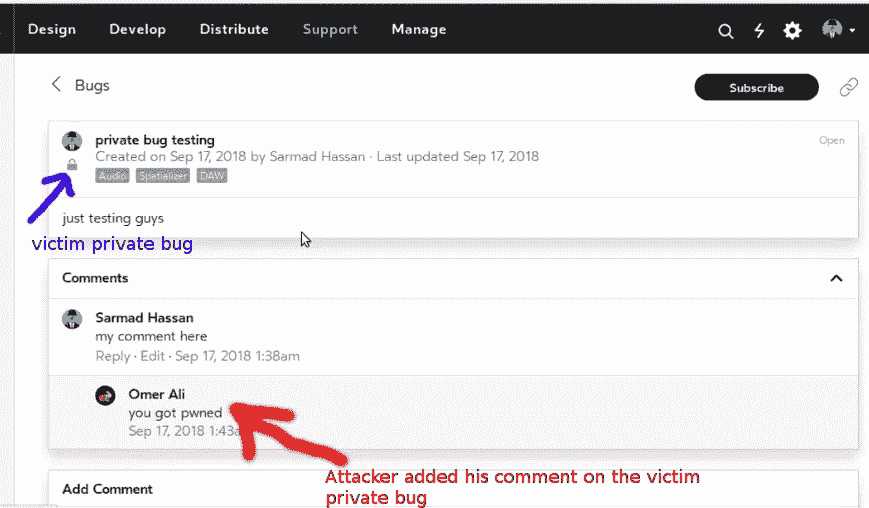 Design Develop Distribute Support Manage
Bugs
Subscribe
private bug testing
Open
Created on Sep 17, 2018 by Sarmad Hassan · Last updated Sep 17, 2018
Audio Spatializer DAW
just testing guys
victim private bug
Comments
Sarmad Hassan
my comment here
Reply · Edit · Sep 17, 2018 1:38am
Omer Ali
you got pwned
Sep 17, 2018 1:43a
Attacker added his comment on the victim
private bug
Add Comment